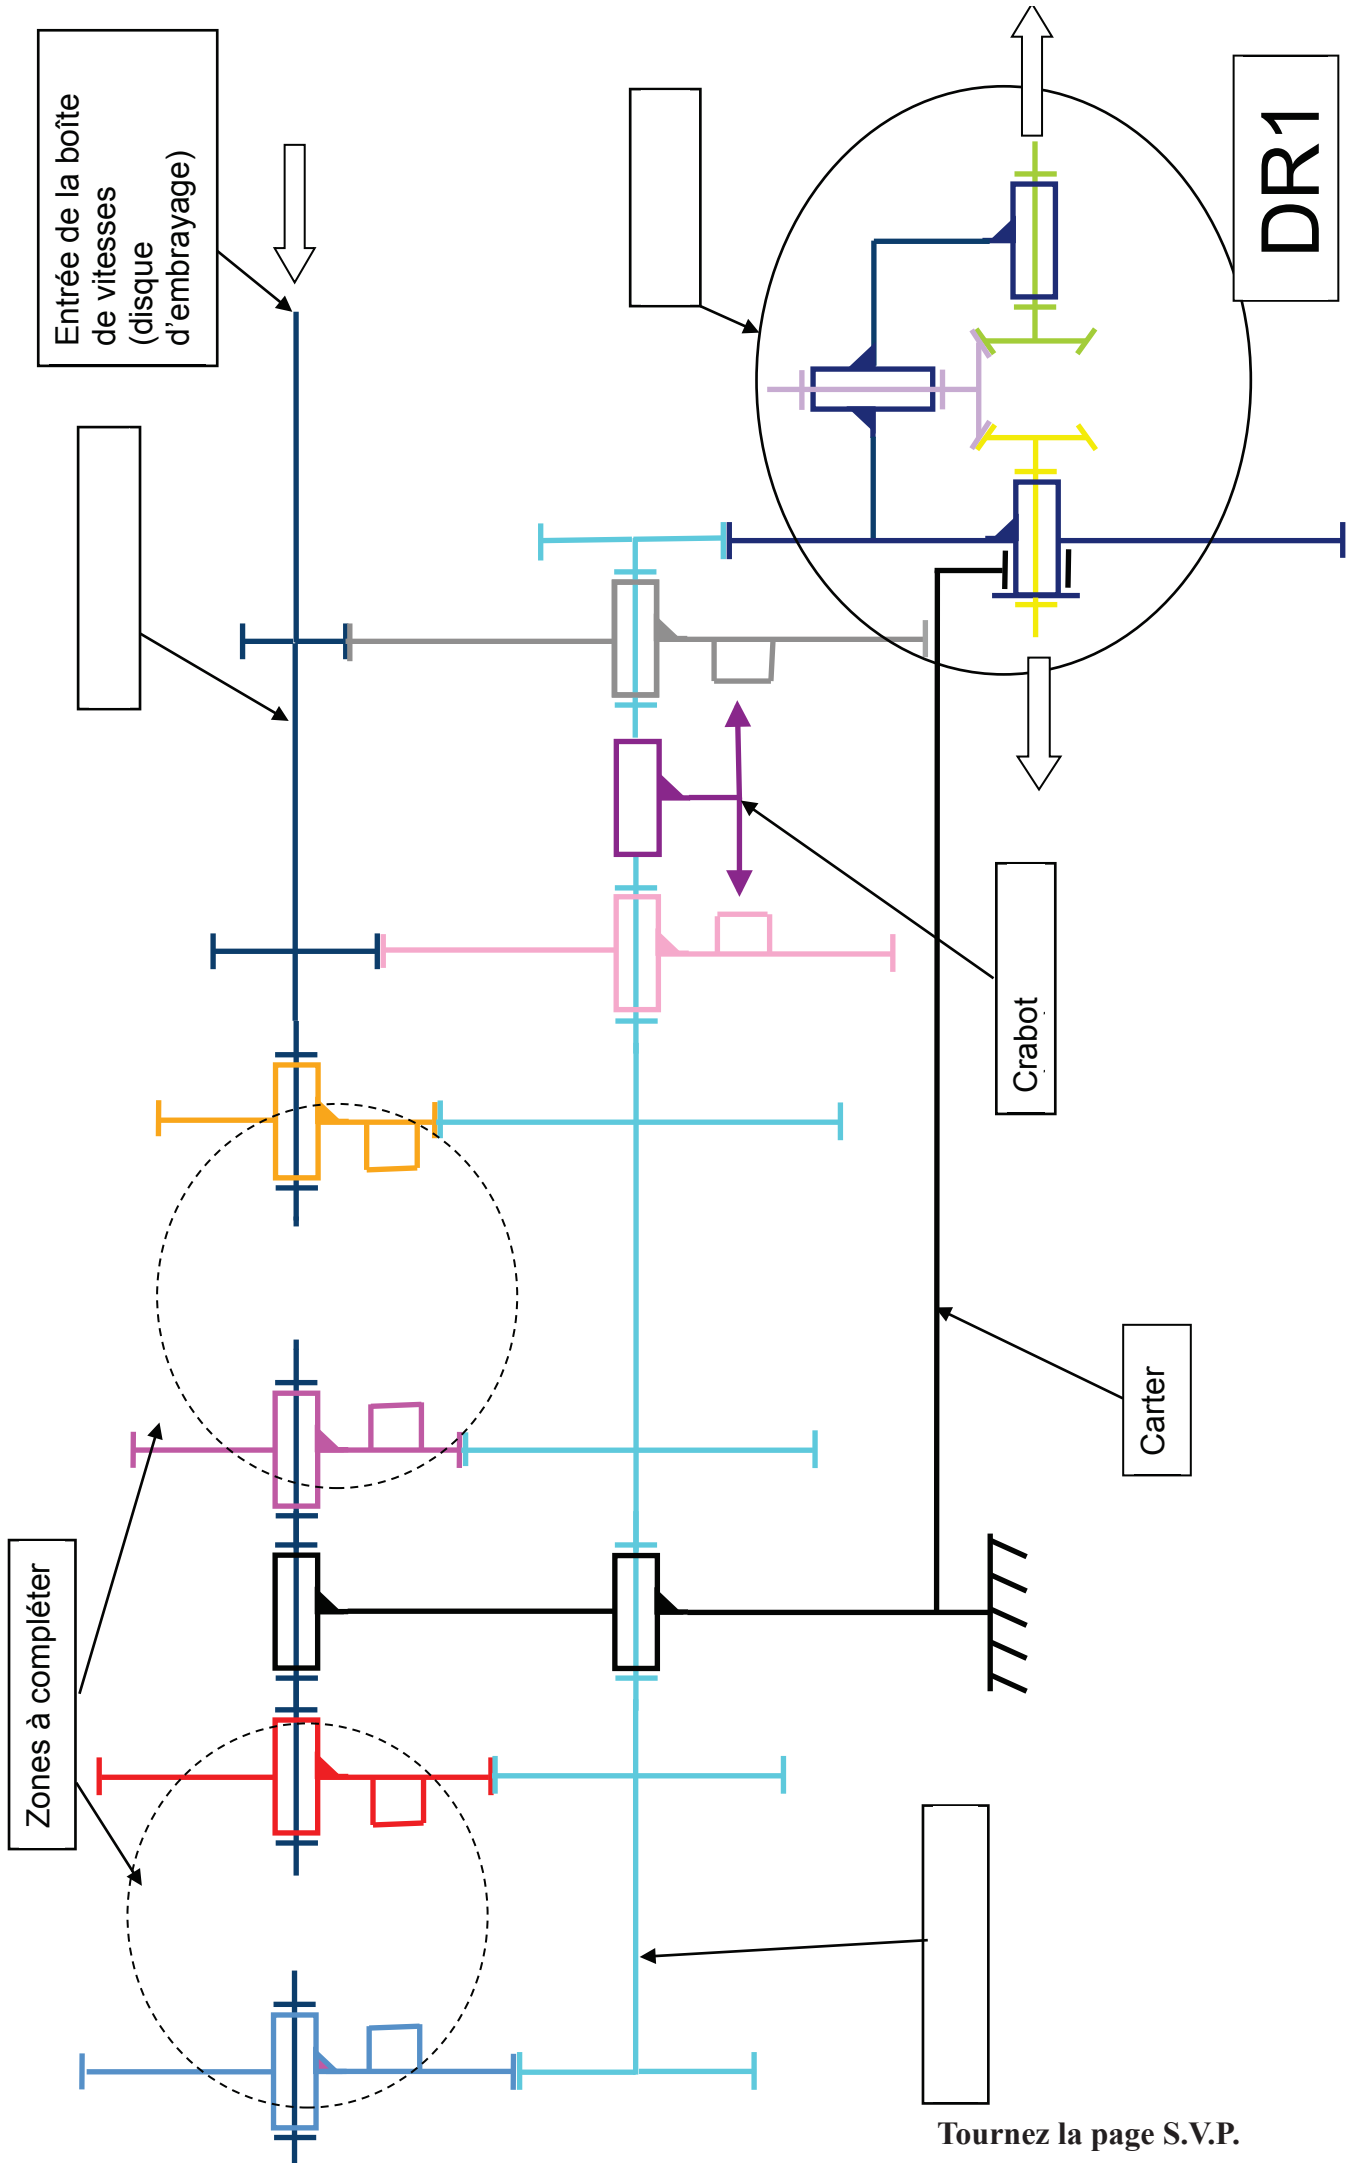 Entrée de la boîte
de vitesses
(disque
d'embrayage)
DR1
Zones à compléter
Crabot
Carter
Tournez la page S.V.P.